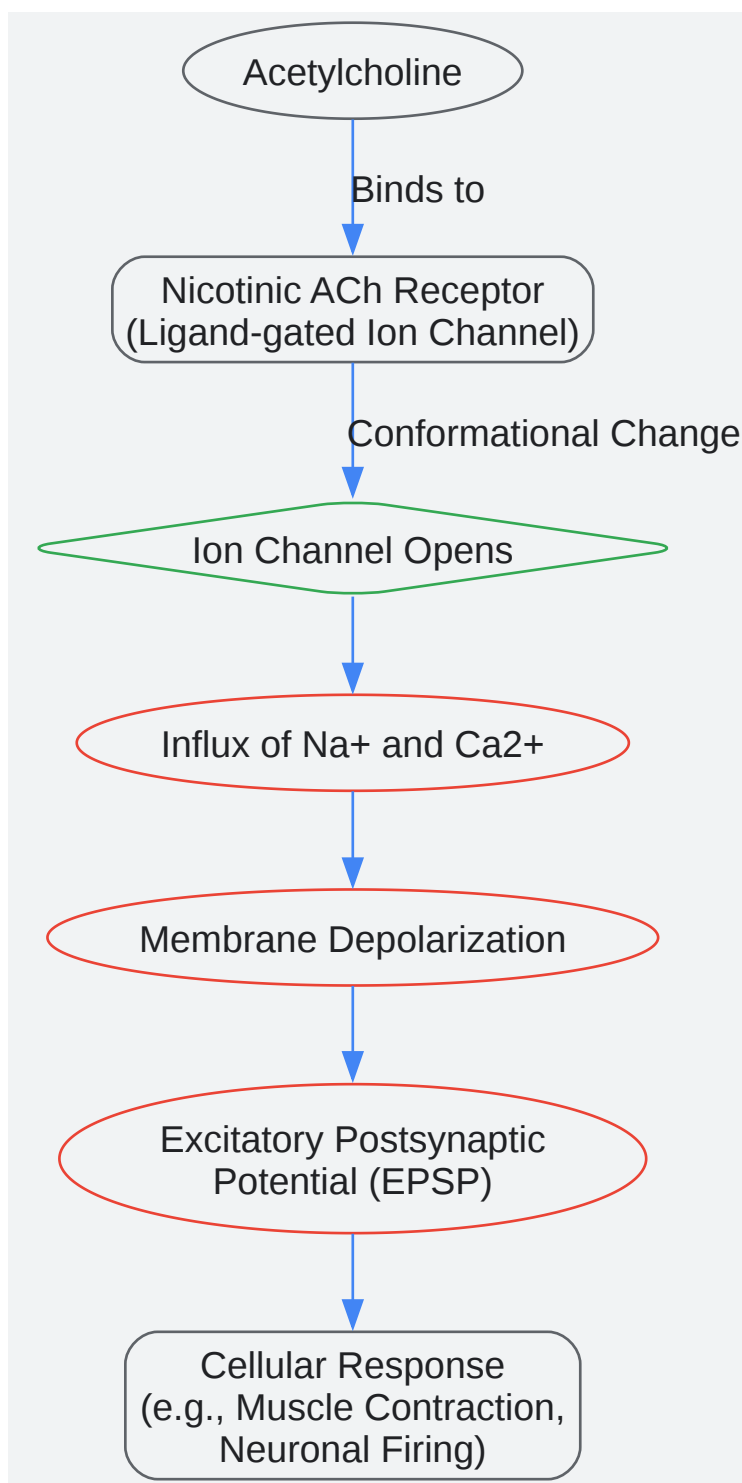 Acetylcholine
Binds to
Nicotinic ACh Receptor
(Ligand-gated Ion Channel)
Conformational Change
Ion Channel Opens
Influx of Na+ and Ca2+
Membrane Depolarization
Excitatory Postsynaptic
Potential (EPSP)
Cellular Response
(e.g., Muscle Contraction,
Neuronal Firing)